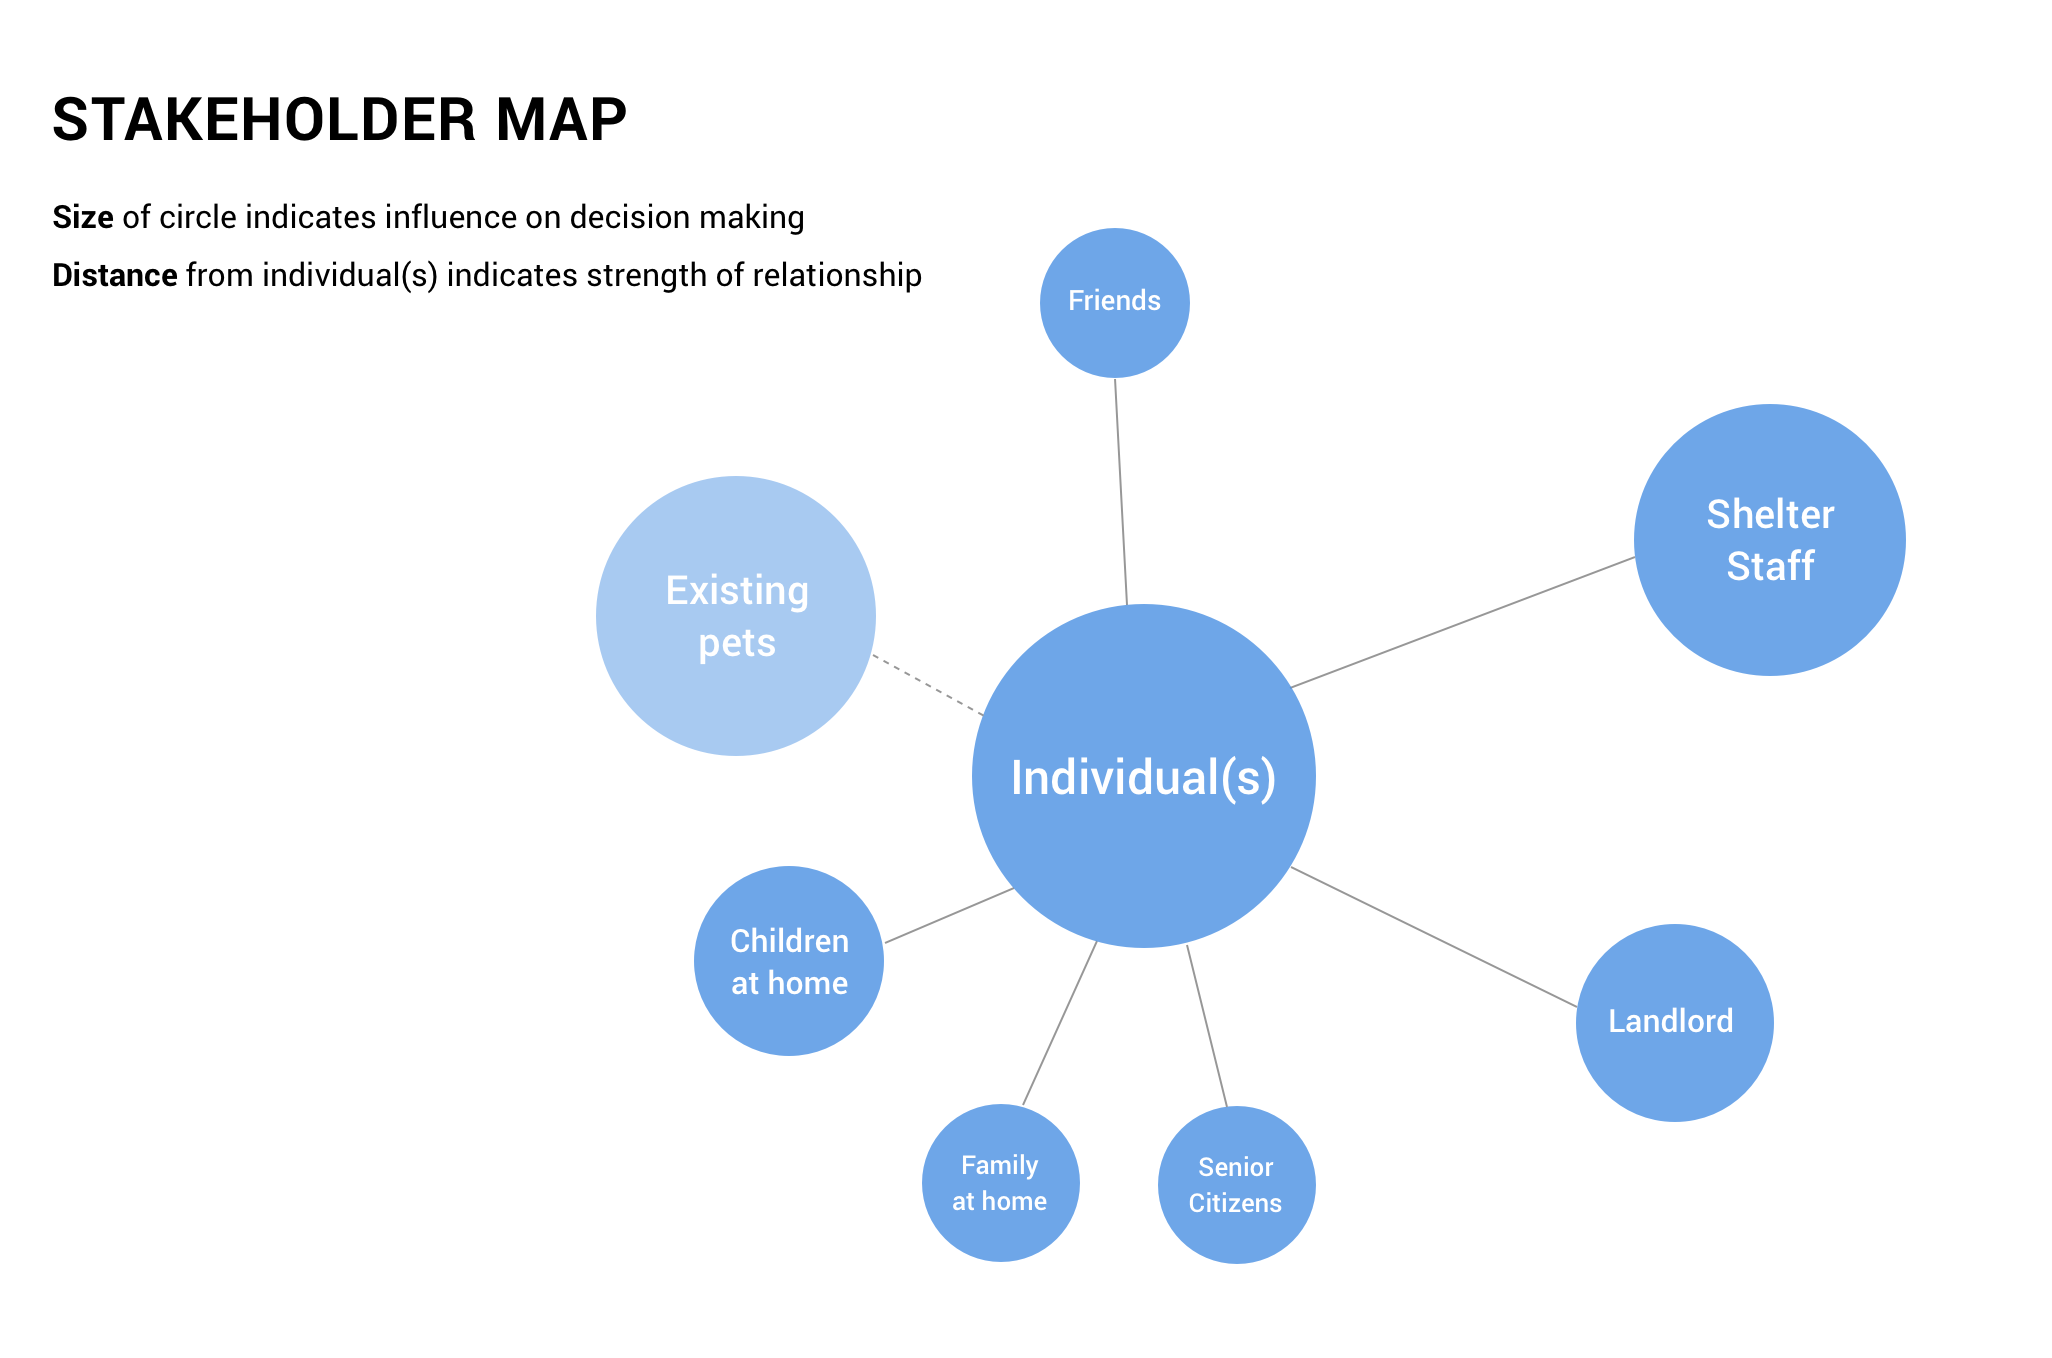 STAKEHOLDER MAP
Size of circle indicates influence on decision making
Distance from individual(s) indicates strength of relationship
Friends
Shelter
Staff
Existing
pets
Individual(s)
Children
at home
Landlord
Family
at home
Senior
Citizens